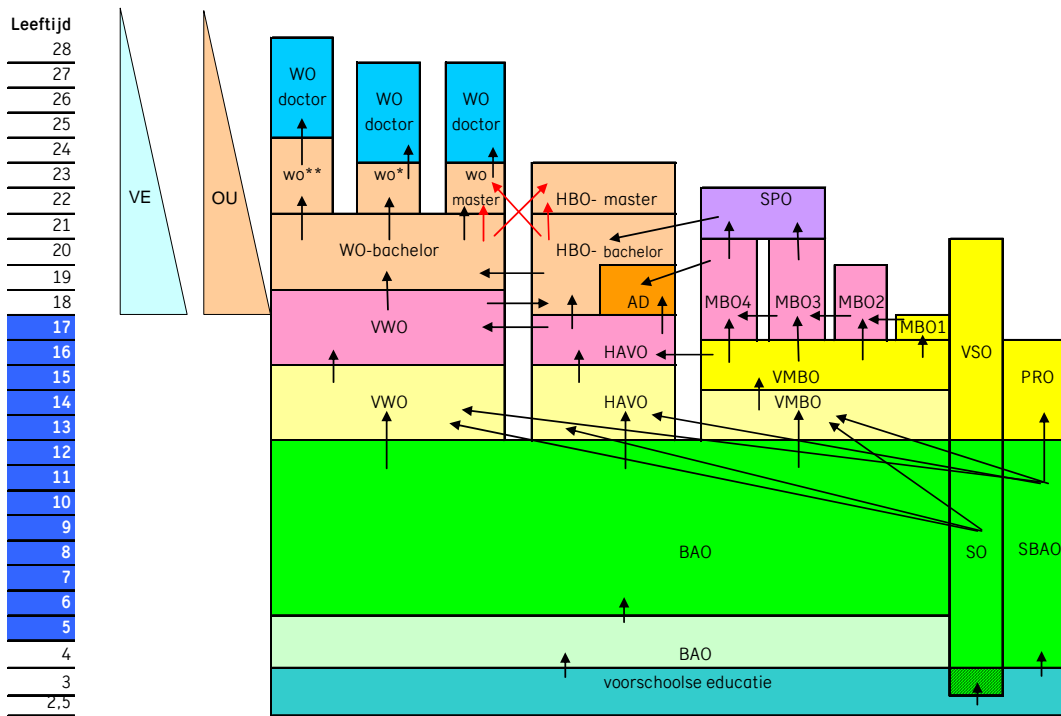 Leeftijd
28
27
26
25
24
23
22
21
20
19
18
17
16
15
14
13
12
11
10
9
8
7
6
5
4
3
2,5
VE
OU
WO
doctor
WO
doctor
WO
doctor
wo**
wo*
wo
master
HBO- master
SPO
WO-bachelor
HBO- bachelor
AD
MBO4
MBO3
MBO2
MBO1
VWO
HAVO
VMBO
VSO
PRO
VWO
HAVO
VMBO
BAO
SO
SBAO
BAO
voorschoolse educatie